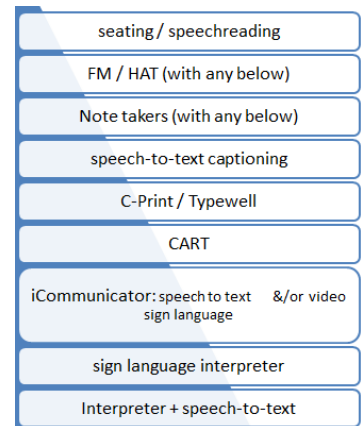 seating / speechreading
FM / HAT (with any below)
Note takers (with any below)
speech-to-text captioning
C-Print / Typewell
CART
iCommunicator: speech to text &/or video
sign language
sign language interpreter
Interpreter + speech-to-text